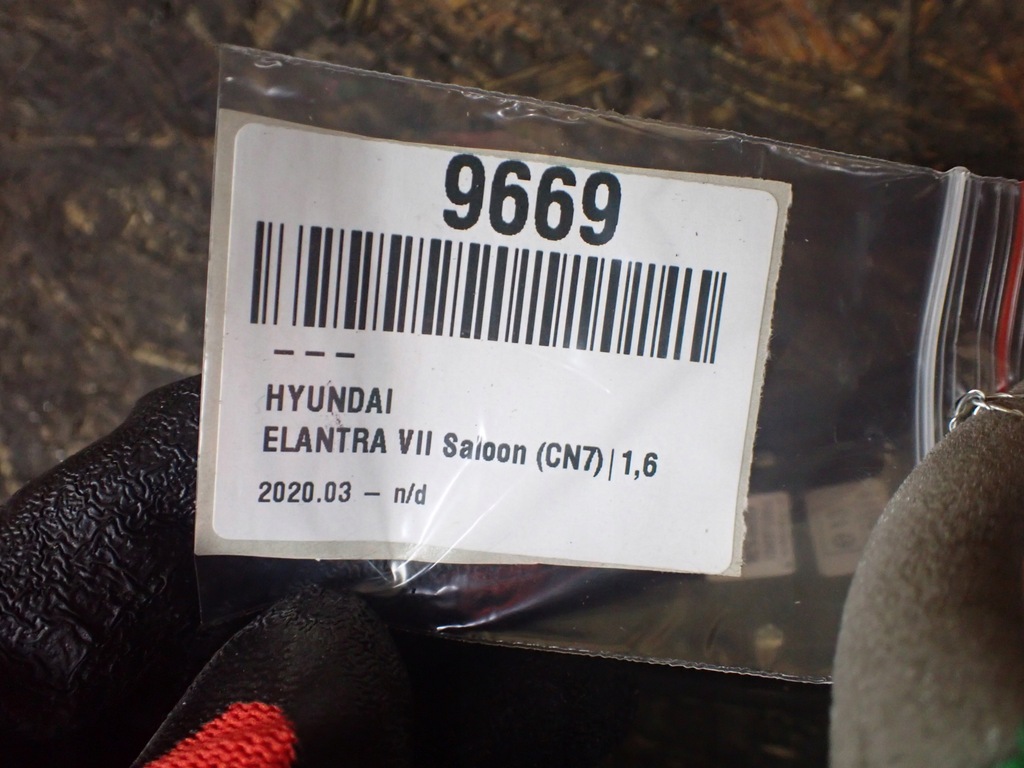 9669
– – –
HYUNDAI
ELANTRA VII Saloon (CN7) | 1,6
2020.03 – n/d